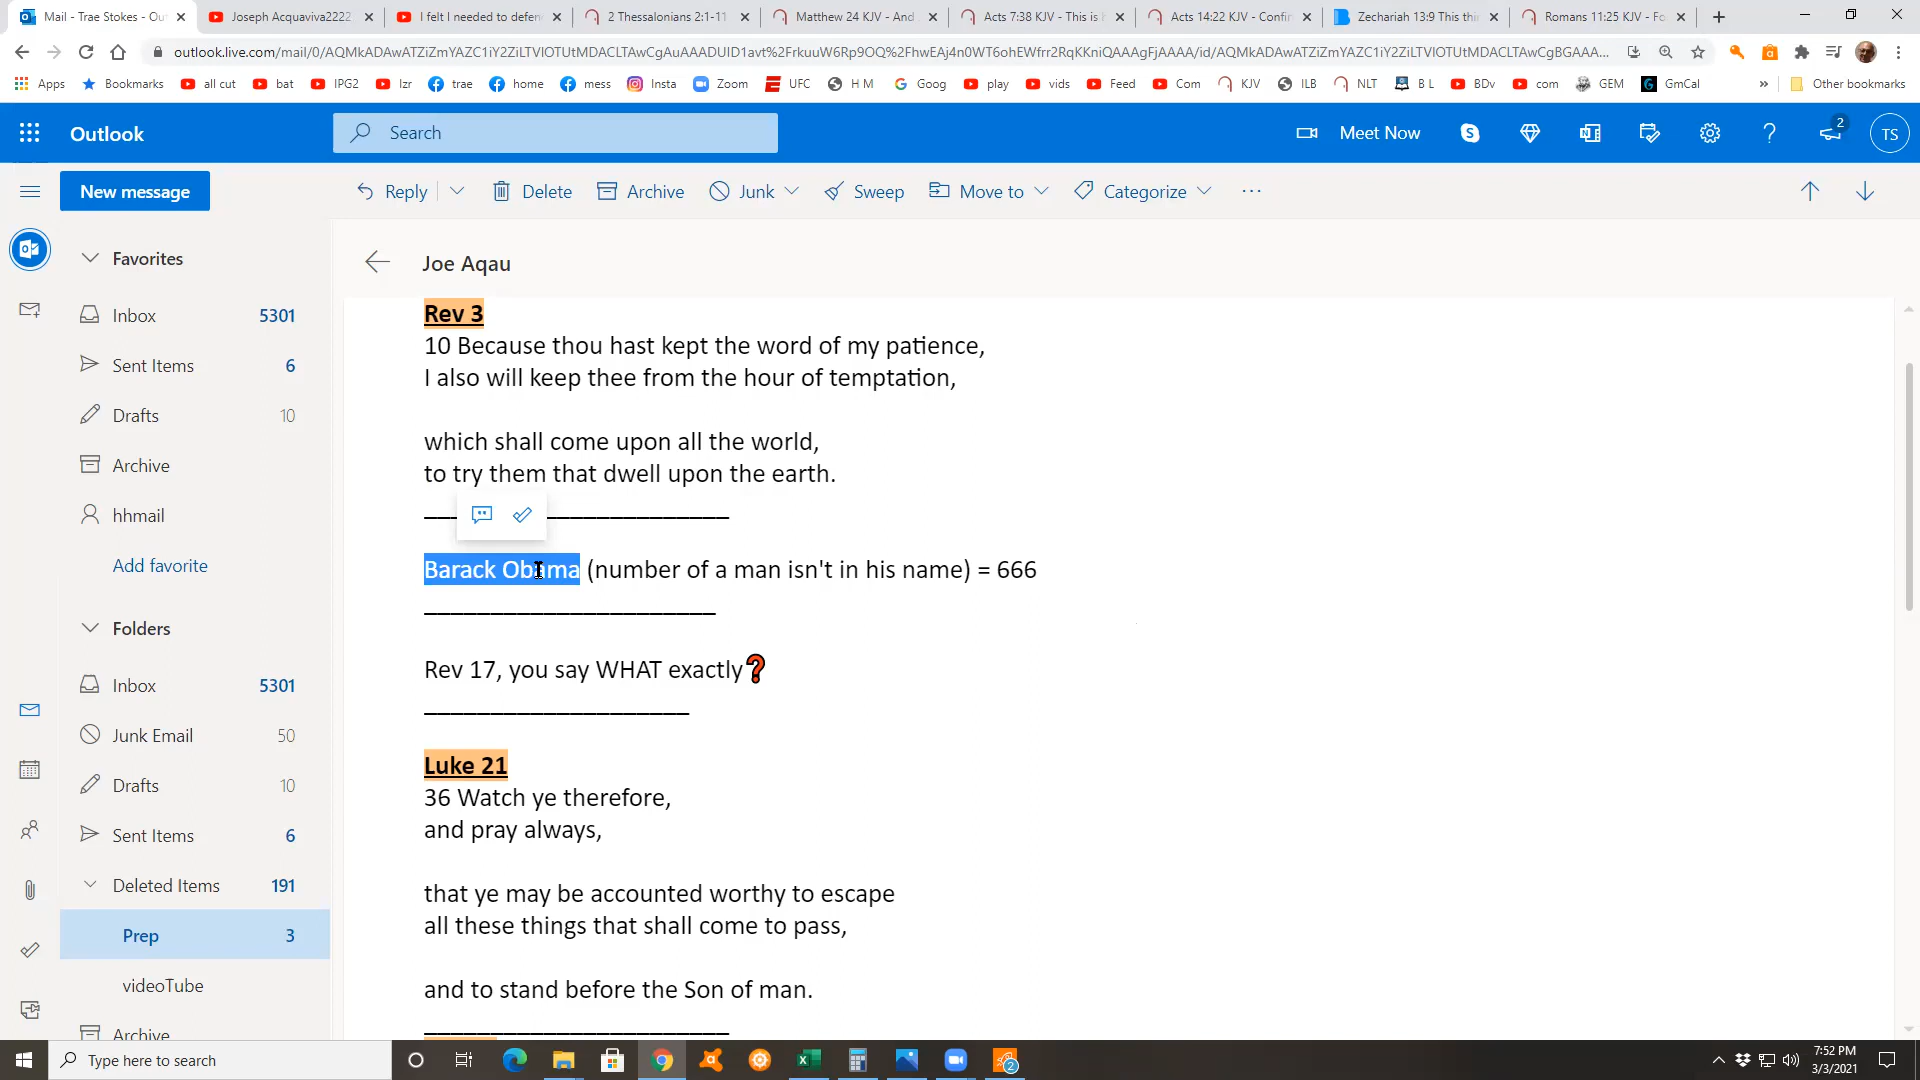 Mail - Trae Stokes - Ou
Joseph Acquaviva2222
I felt I needed to defen
2 Thessalonians 2:1-11
Matthew 24 KJV - And
Acts 7:38 KJV - This is
Acts 14:22 KJV - Confir
Zechariah 13:9 This thi
Romans 11:25 KJV - Fo
outlook.live.com/mail/0/AQMkADAwATZiZmYAZC1iY2ZiLTVlOTUtMDACLTAwCgAuAAADUID1avt%2FrkuuW6Rp9OQ%2FhwEAj4n0WT6ohEWfrr2RqKKniQAAAgFjAAAA/id/AQMkADAwATZiZmYAZC1iY2ZiLTVlOTUtMDACLTAwCgBGAAA...
Apps Bookmarks all cut bat IPG2 lzr trae home mess Insta Zoom UFC H M Goog play vids Feed Com KJV ILB NLT B L BDv com GEM GmCal » Other bookmarks
Outlook
Search
Meet Now
2
TS
New message
Reply Delete Archive Junk Sweep Move to Categorize ...
Favorites
Inbox 5301
Sent Items 6
Drafts 10
Archive
hhmail
Add favorite
Folders
Inbox 5301
Junk Email 50
Drafts 10
Sent Items 6
Deleted Items 191
Prep 3
videoTube
Archive
Joe Aqau
Rev 3
10 Because thou hast kept the word of my patience,
I also will keep thee from the hour of temptation,
which shall come upon all the world,
to try them that dwell upon the earth.
Barack Obama (number of a man isn't in his name) = 666
Rev 17, you say WHAT exactly❓
Luke 21
36 Watch ye therefore,
and pray always,
that ye may be accounted worthy to escape
all these things that shall come to pass,
and to stand before the Son of man.
Type here to search
2
7:52 PM
3/3/2021